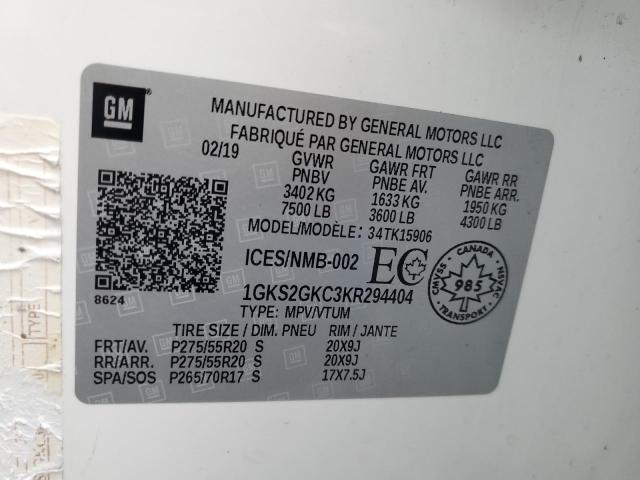 GM
MANUFACTURED BY GENERAL MOTORS LLC
FABRIQUÉ PAR GENERAL MOTORS LLC
02/19 GVWR GAWR FRT GAWR RR
PNBV PNBE AV. PNBE ARR.
3402 KG 1633 KG 1950 KG
7500 LB 3600 LB 4300 LB
MODEL/MODÈLE: 34TK15906
ICES/NMB-002 EC
CANADA
CMVSS 985 NSVAC
TRANSPORT
8624
1GKS2GKC3KR294404
TYPE: MPV/VTUM
TIRE SIZE / DIM. PNEU RIM / JANTE
FRT/AV. P275/55R20 S 20X9J
RR/ARR. P275/55R20 S 20X9J
SPA/SOS P265/70R17 S 17X7.5J
TYPE